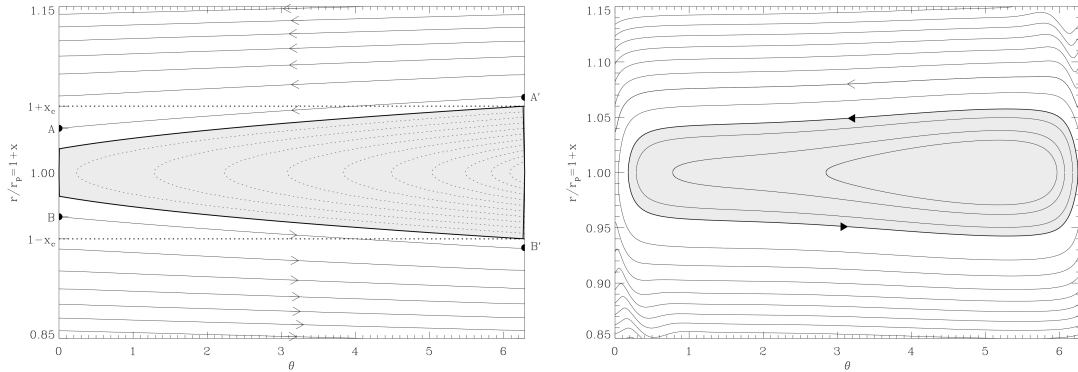 1.15
1+x_c
A
A'
1.00
r/r_p=1+x
B
B'
1-x_c
0.85
0 1 2 3 4 5 6
θ
1.15
1.10
1.05
1.00
r/r_p=1+x
0.95
0.90
0.85
0 1 2 3 4 5 6
θ